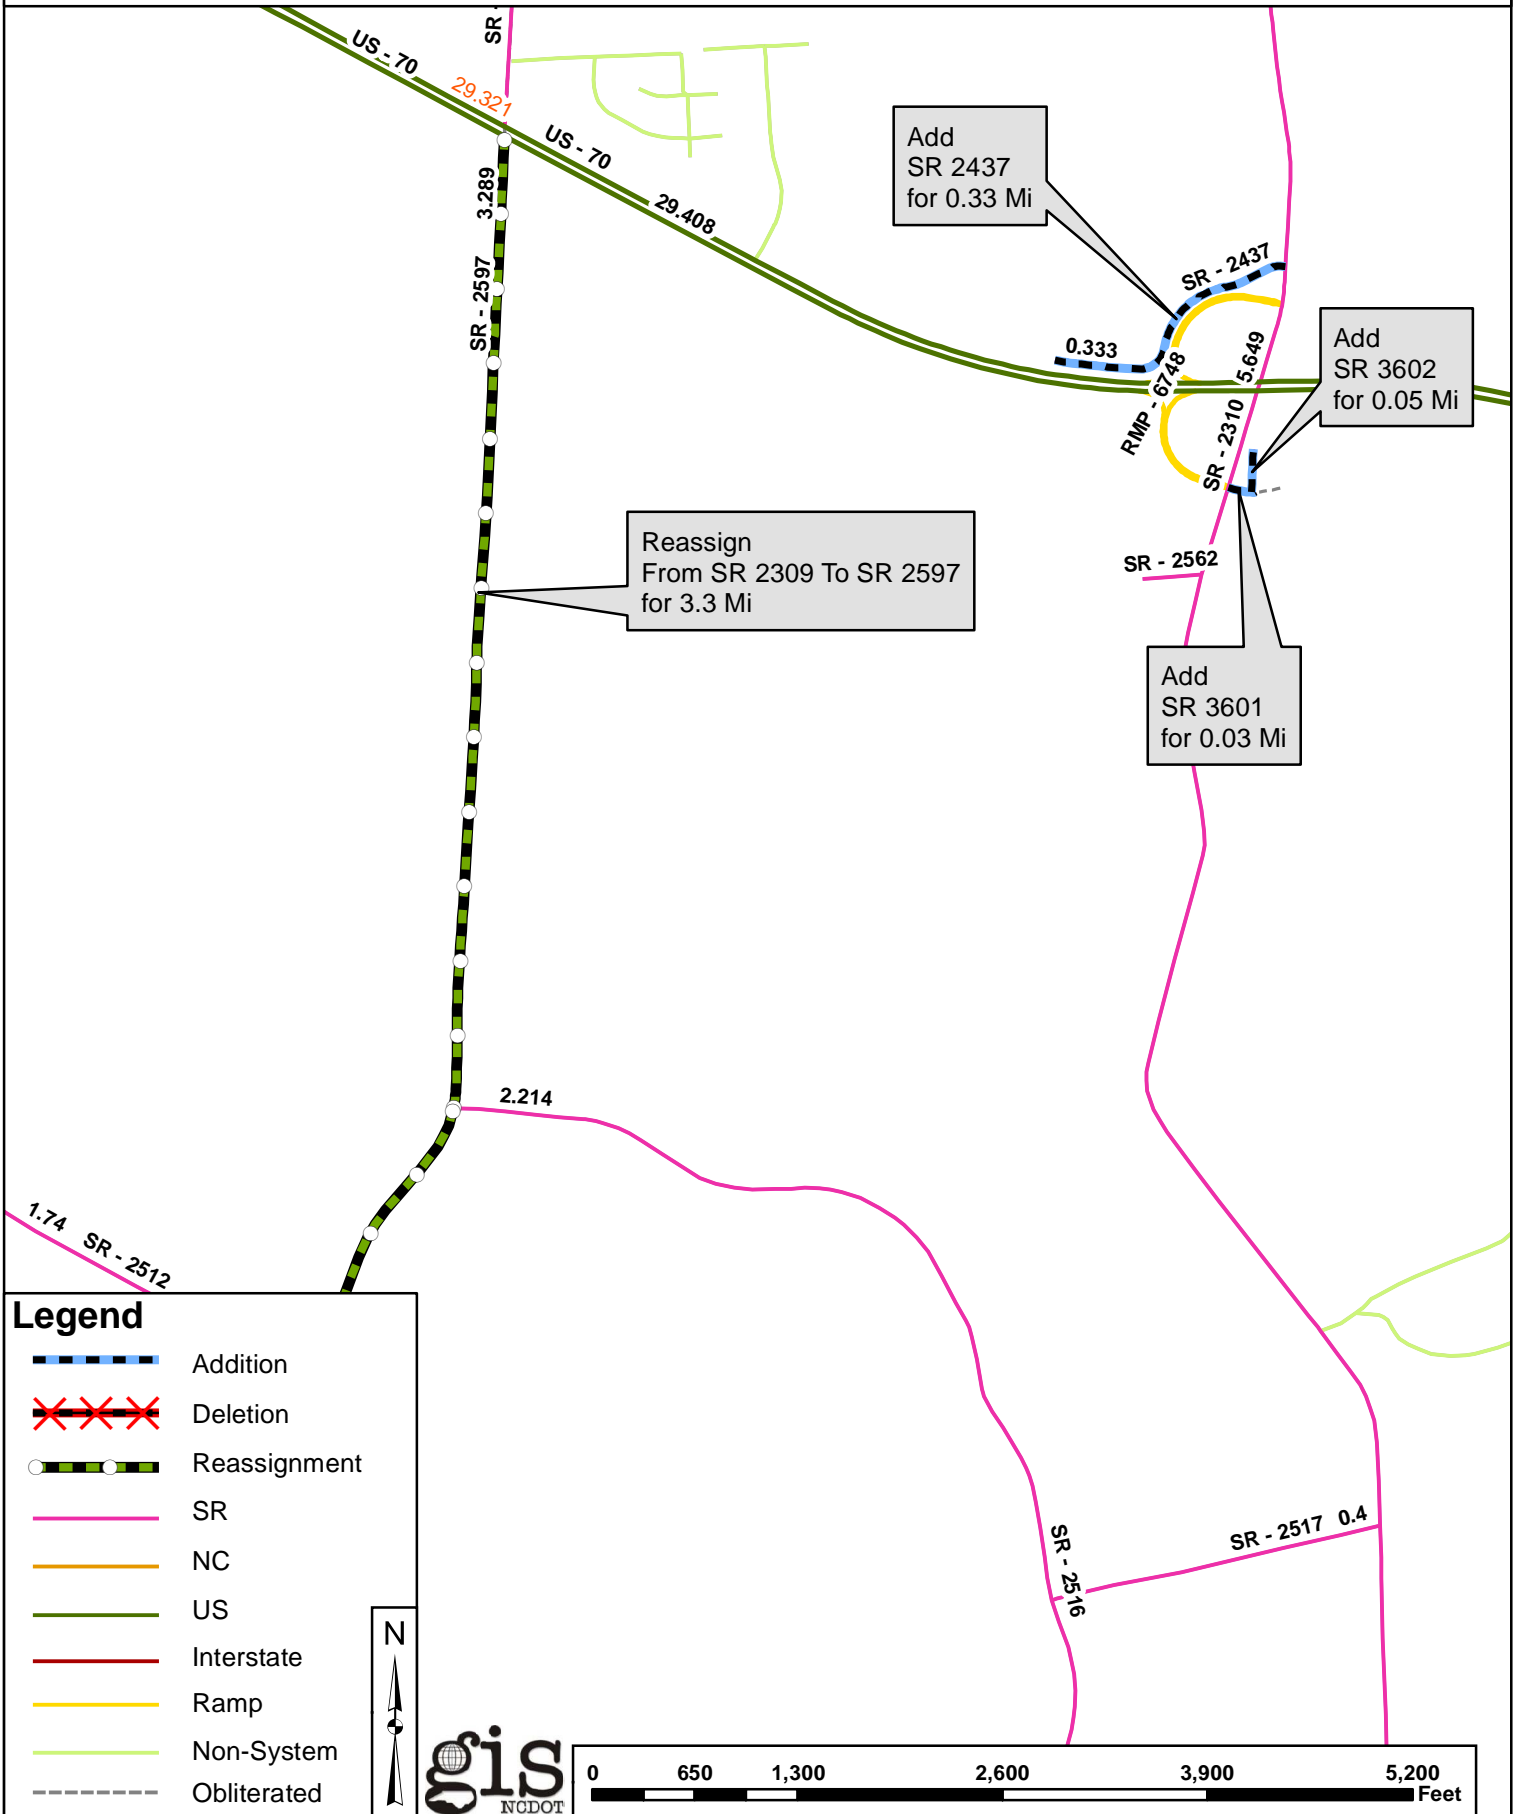 SR -
US - 70
29.321
US - 70
29.408
3.289
SR - 2597
Add
SR 2437
for 0.33 Mi
SR - 2437
0.333
RMP - 6748
5.649
SR - 2310
Add
SR 3602
for 0.05 Mi
Reassign
From SR 2309 To SR 2597
for 3.3 Mi
SR - 2562
Add
SR 3601
for 0.03 Mi
2.214
1.74 SR - 2512
SR - 2517 0.4
SR - 2516
Legend
Addition
Deletion
Reassignment
SR
NC
US
Interstate
Ramp
Non-System
Obliterated
N
gis
NCDOT
0 650 1,300 2,600 3,900 5,200
Feet